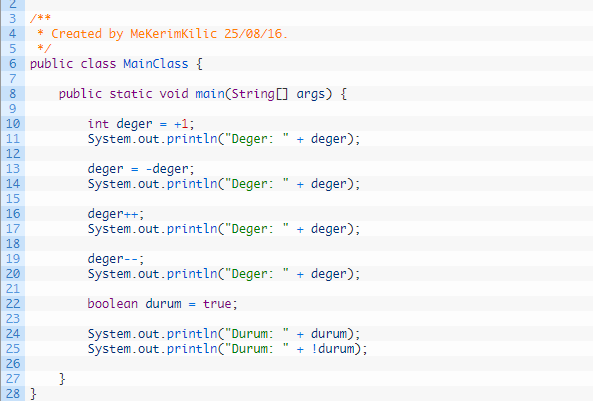 2
3 /**
4  * Created by MeKerimKilic 25/08/16.
5  */
6 public class MainClass {
7
8     public static void main(String[] args) {
9
10         int deger = +1;
11         System.out.println("Deger: " + deger);
12
13         deger = -deger;
14         System.out.println("Deger: " + deger);
15
16         deger++;
17         System.out.println("Deger: " + deger);
18
19         deger--;
20         System.out.println("Deger: " + deger);
21
22         boolean durum = true;
23
24         System.out.println("Durum: " + durum);
25         System.out.println("Durum: " + !durum);
26
27     }
28 }